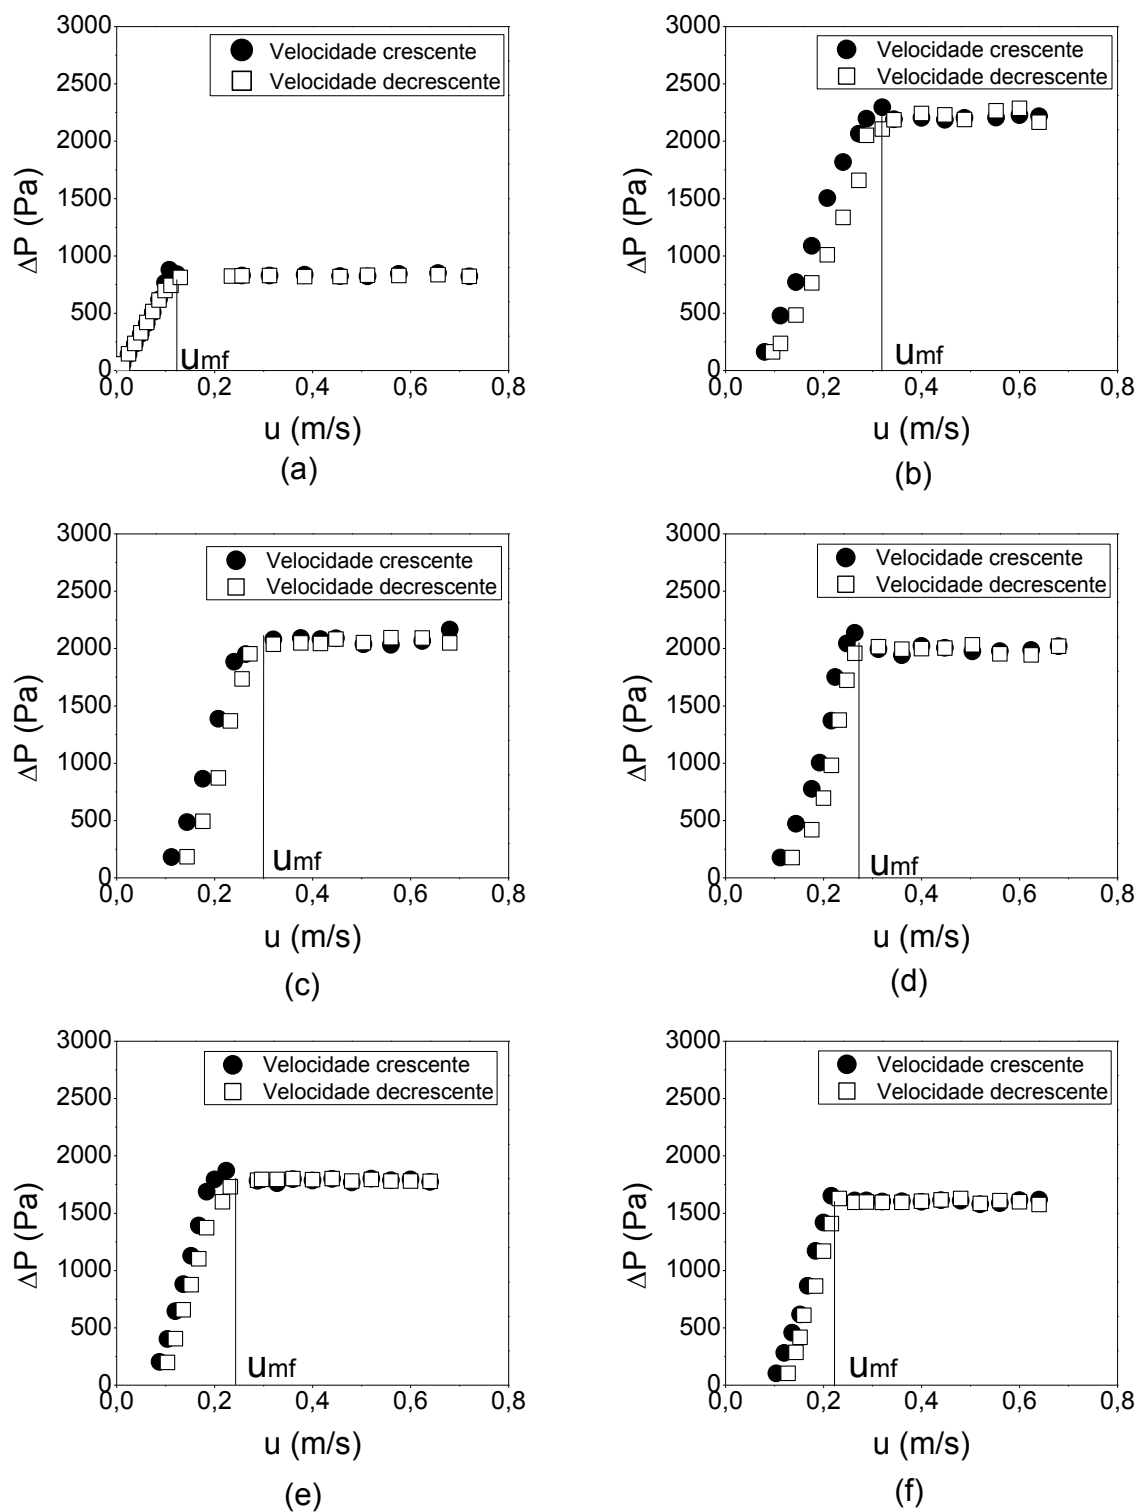 3000
2500
2000
1500
1000
500
0
ΔP (Pa)
Velocidade crescente
Velocidade decrescente
umf
0,0 0,2 0,4 0,6 0,8
u (m/s)
(a)
3000
2500
2000
1500
1000
500
0
ΔP (Pa)
Velocidade crescente
Velocidade decrescente
umf
0,0 0,2 0,4 0,6 0,8
u (m/s)
(b)
3000
2500
2000
1500
1000
500
0
ΔP (Pa)
Velocidade crescente
Velocidade decrescente
umf
0,0 0,2 0,4 0,6 0,8
u (m/s)
(c)
3000
2500
2000
1500
1000
500
0
ΔP (Pa)
Velocidade crescente
Velocidade decrescente
umf
0,0 0,2 0,4 0,6 0,8
u (m/s)
(d)
3000
2500
2000
1500
1000
500
0
ΔP (Pa)
Velocidade crescente
Velocidade decrescente
umf
0,0 0,2 0,4 0,6 0,8
u (m/s)
(e)
3000
2500
2000
1500
1000
500
0
ΔP (Pa)
Velocidade crescente
Velocidade decrescente
umf
0,0 0,2 0,4 0,6 0,8
u (m/s)
(f)